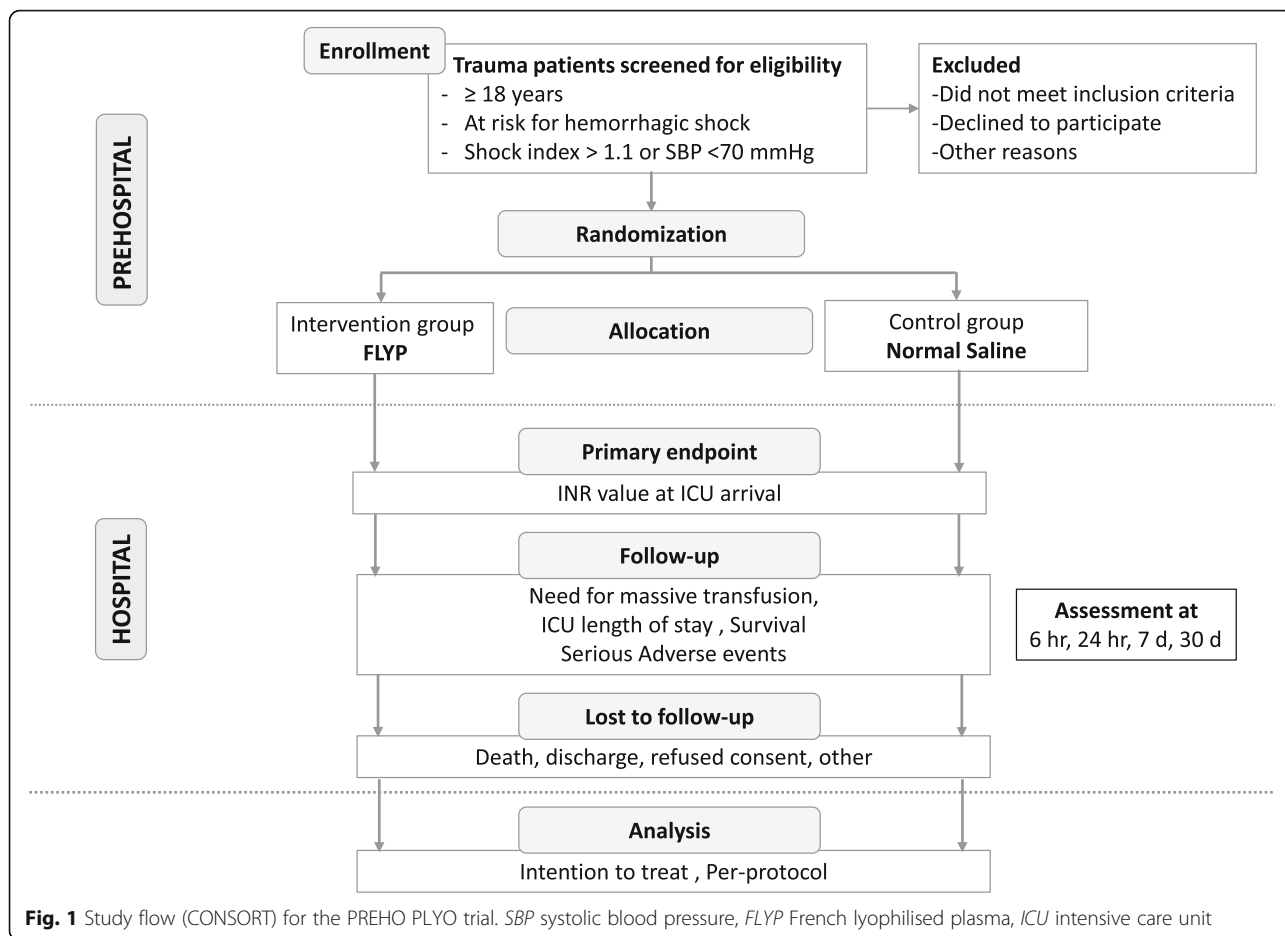 Enrollment
Trauma patients screened for eligibility
- ≥ 18 years
- At risk for hemorrhagic shock
- Shock index > 1.1 or SBP <70 mmHg
Excluded
-Did not meet inclusion criteria
-Declined to participate
-Other reasons
PREHOSPITAL
Randomization
Intervention group
FLYP
Allocation
Control group
Normal Saline
HOSPITAL
Primary endpoint
INR value at ICU arrival
Follow-up
Need for massive transfusion,
ICU length of stay , Survival
Serious Adverse events
Assessment at
6 hr, 24 hr, 7 d, 30 d
Lost to follow-up
Death, discharge, refused consent, other
Analysis
Intention to treat , Per-protocol
Fig. 1 Study flow (CONSORT) for the PREHO PLYO trial. SBP systolic blood pressure, FLYP French lyophilised plasma, ICU intensive care unit